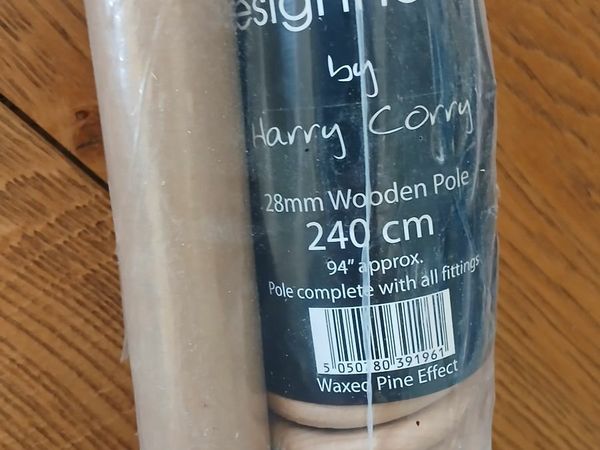 by
Harry Corry
28mm Wooden Pole
240 cm
94" approx.
Pole complete with all fittings
5 050780 391961
Waxed Pine Effect